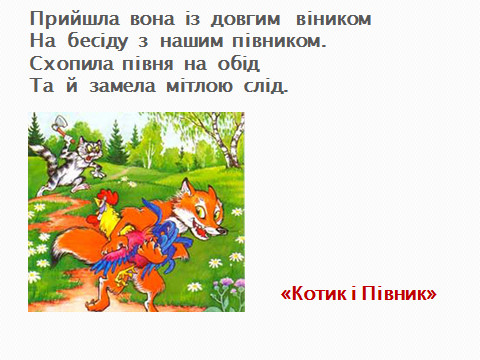 Прийшла вона із довгим віником
На бесіду з нашим півником.
Схопила півня на обід
Та й замела мітлою слід.
«Котик і Півник»